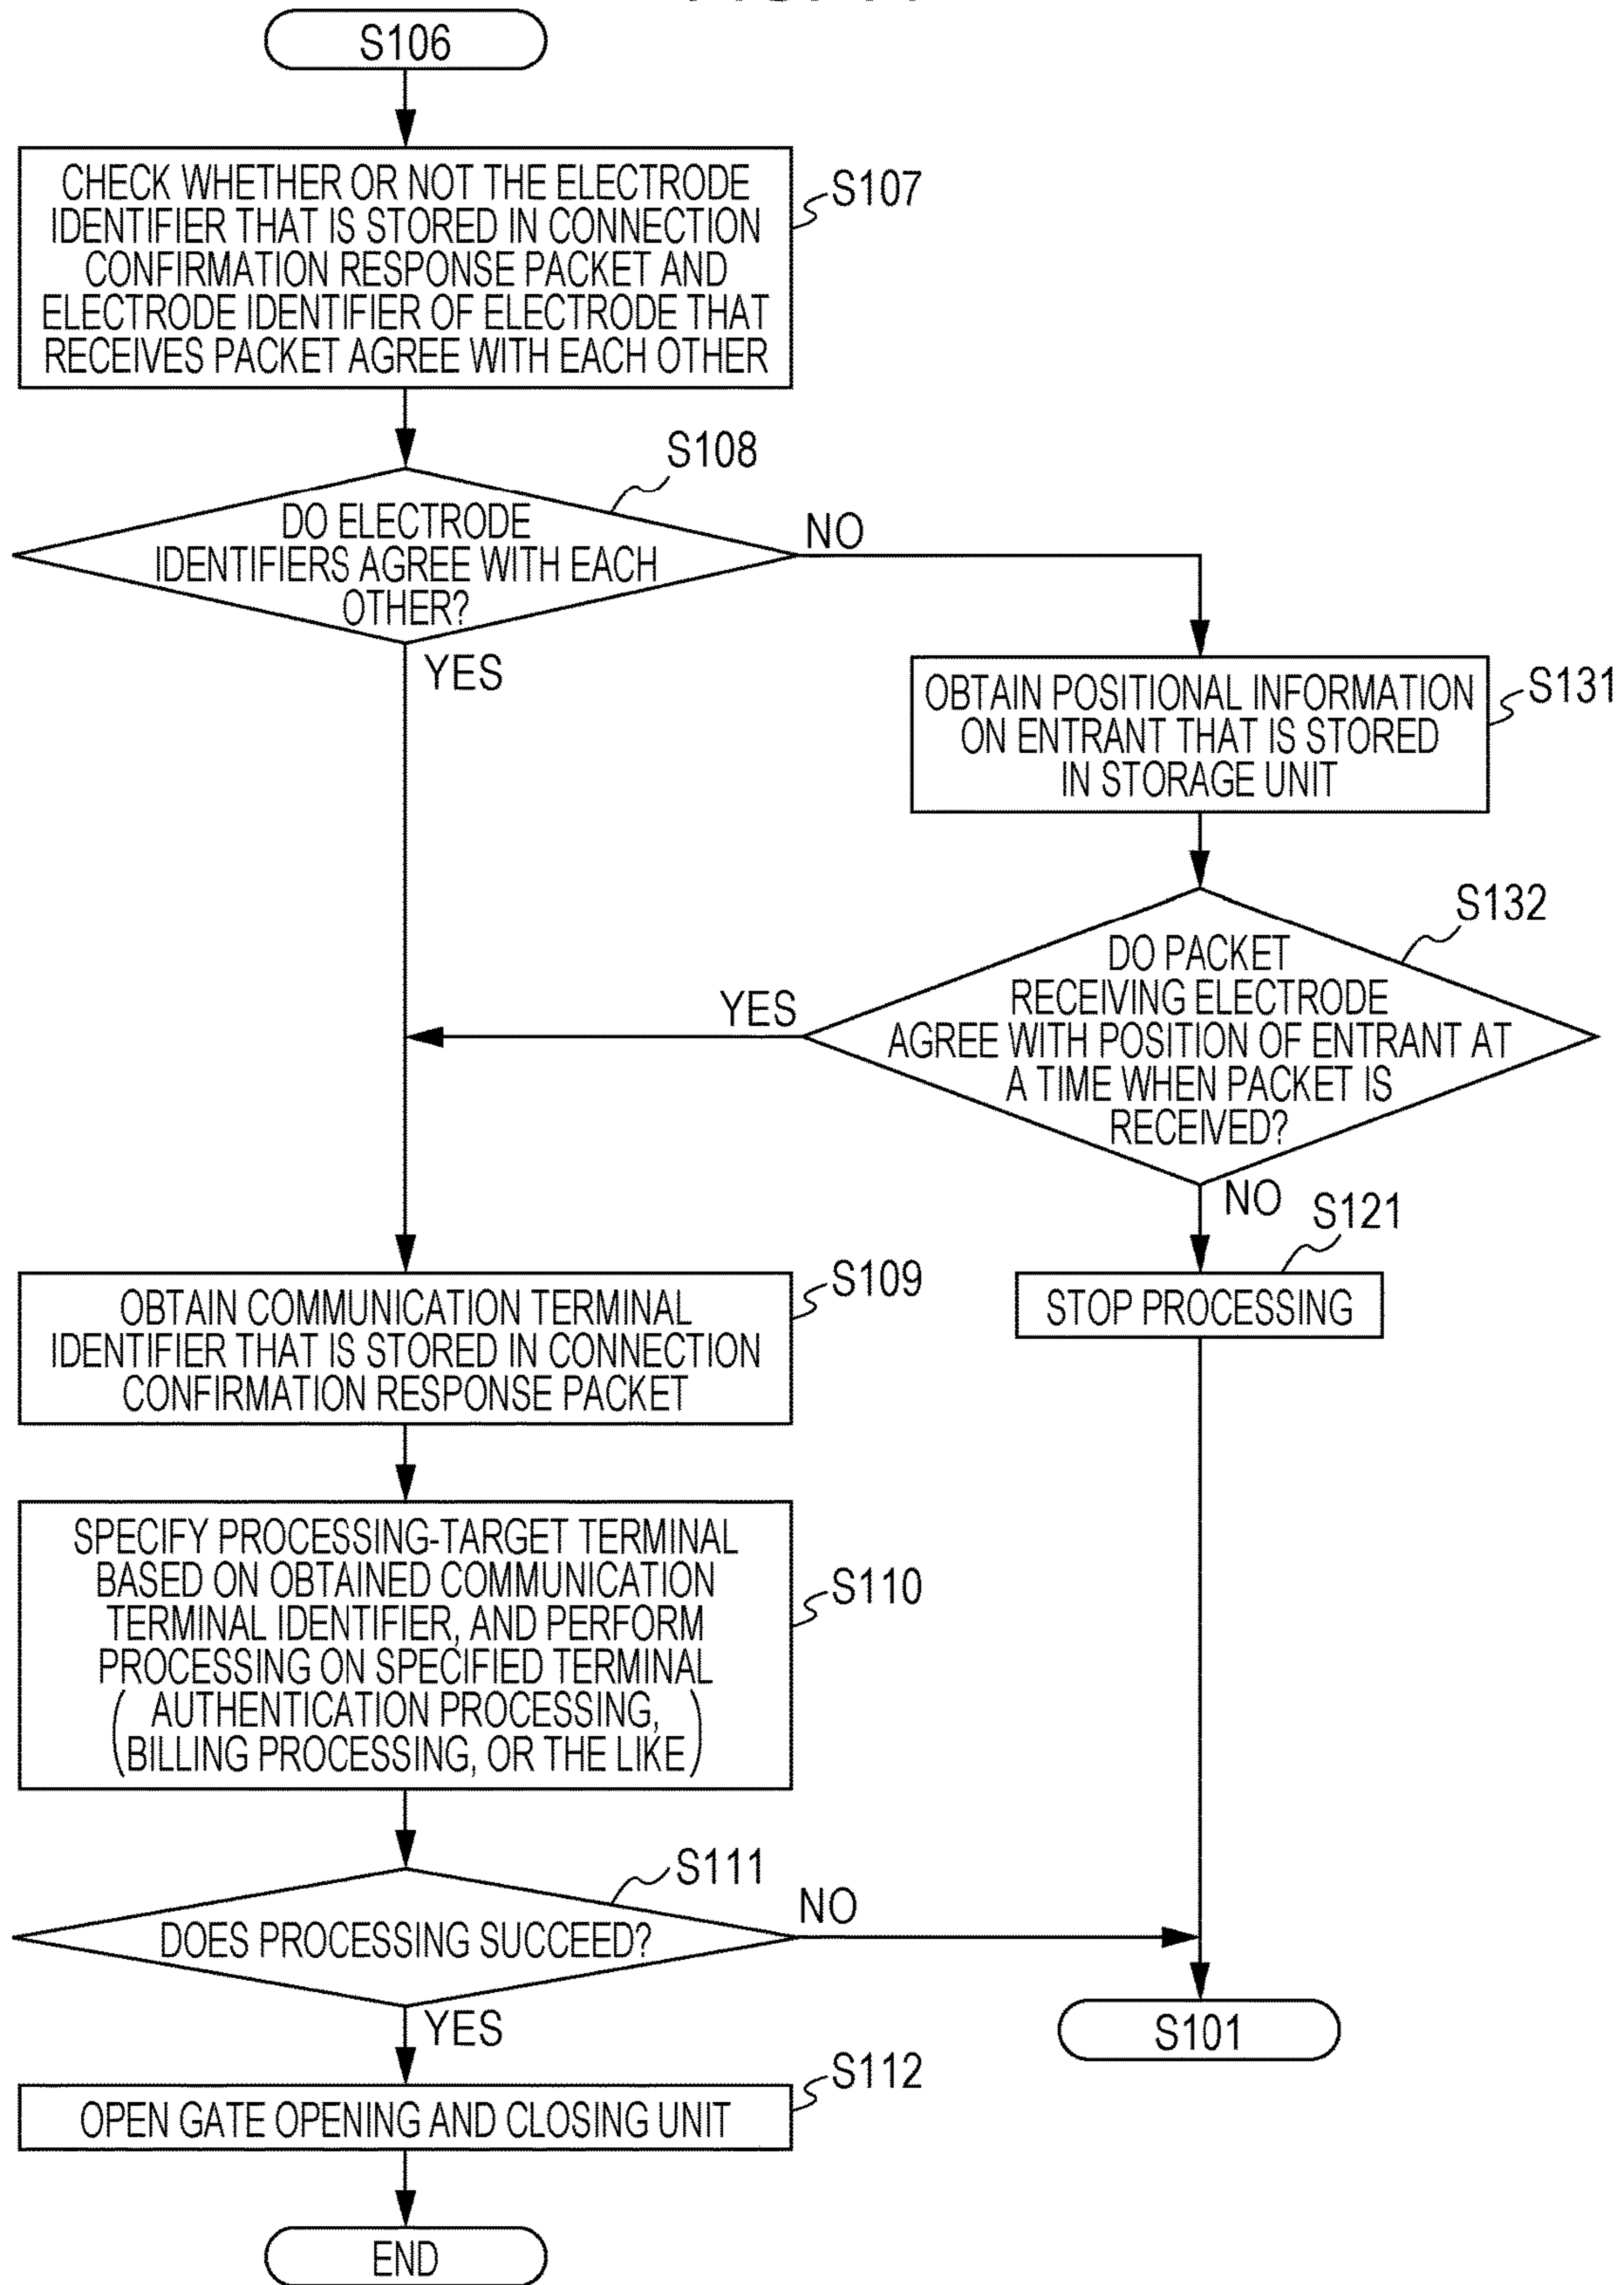 S106
CHECK WHETHER OR NOT THE ELECTRODE
IDENTIFIER THAT IS STORED IN CONNECTION
CONFIRMATION RESPONSE PACKET AND
ELECTRODE IDENTIFIER OF ELECTRODE THAT
RECEIVES PACKET AGREE WITH EACH OTHER
S107
S108
DO ELECTRODE
IDENTIFIERS AGREE WITH EACH
OTHER?
NO
YES
OBTAIN POSITIONAL INFORMATION
ON ENTRANT THAT IS STORED
IN STORAGE UNIT
S131
S132
DO PACKET
RECEIVING ELECTRODE
AGREE WITH POSITION OF ENTRANT AT
A TIME WHEN PACKET IS
RECEIVED?
YES
NO
S121
STOP PROCESSING
OBTAIN COMMUNICATION TERMINAL
IDENTIFIER THAT IS STORED IN CONNECTION
CONFIRMATION RESPONSE PACKET
S109
SPECIFY PROCESSING-TARGET TERMINAL
BASED ON OBTAINED COMMUNICATION
TERMINAL IDENTIFIER, AND PERFORM
PROCESSING ON SPECIFIED TERMINAL
(AUTHENTICATION PROCESSING,
BILLING PROCESSING, OR THE LIKE)
S110
S111
DOES PROCESSING SUCCEED?
NO
YES
S101
S112
OPEN GATE OPENING AND CLOSING UNIT
END